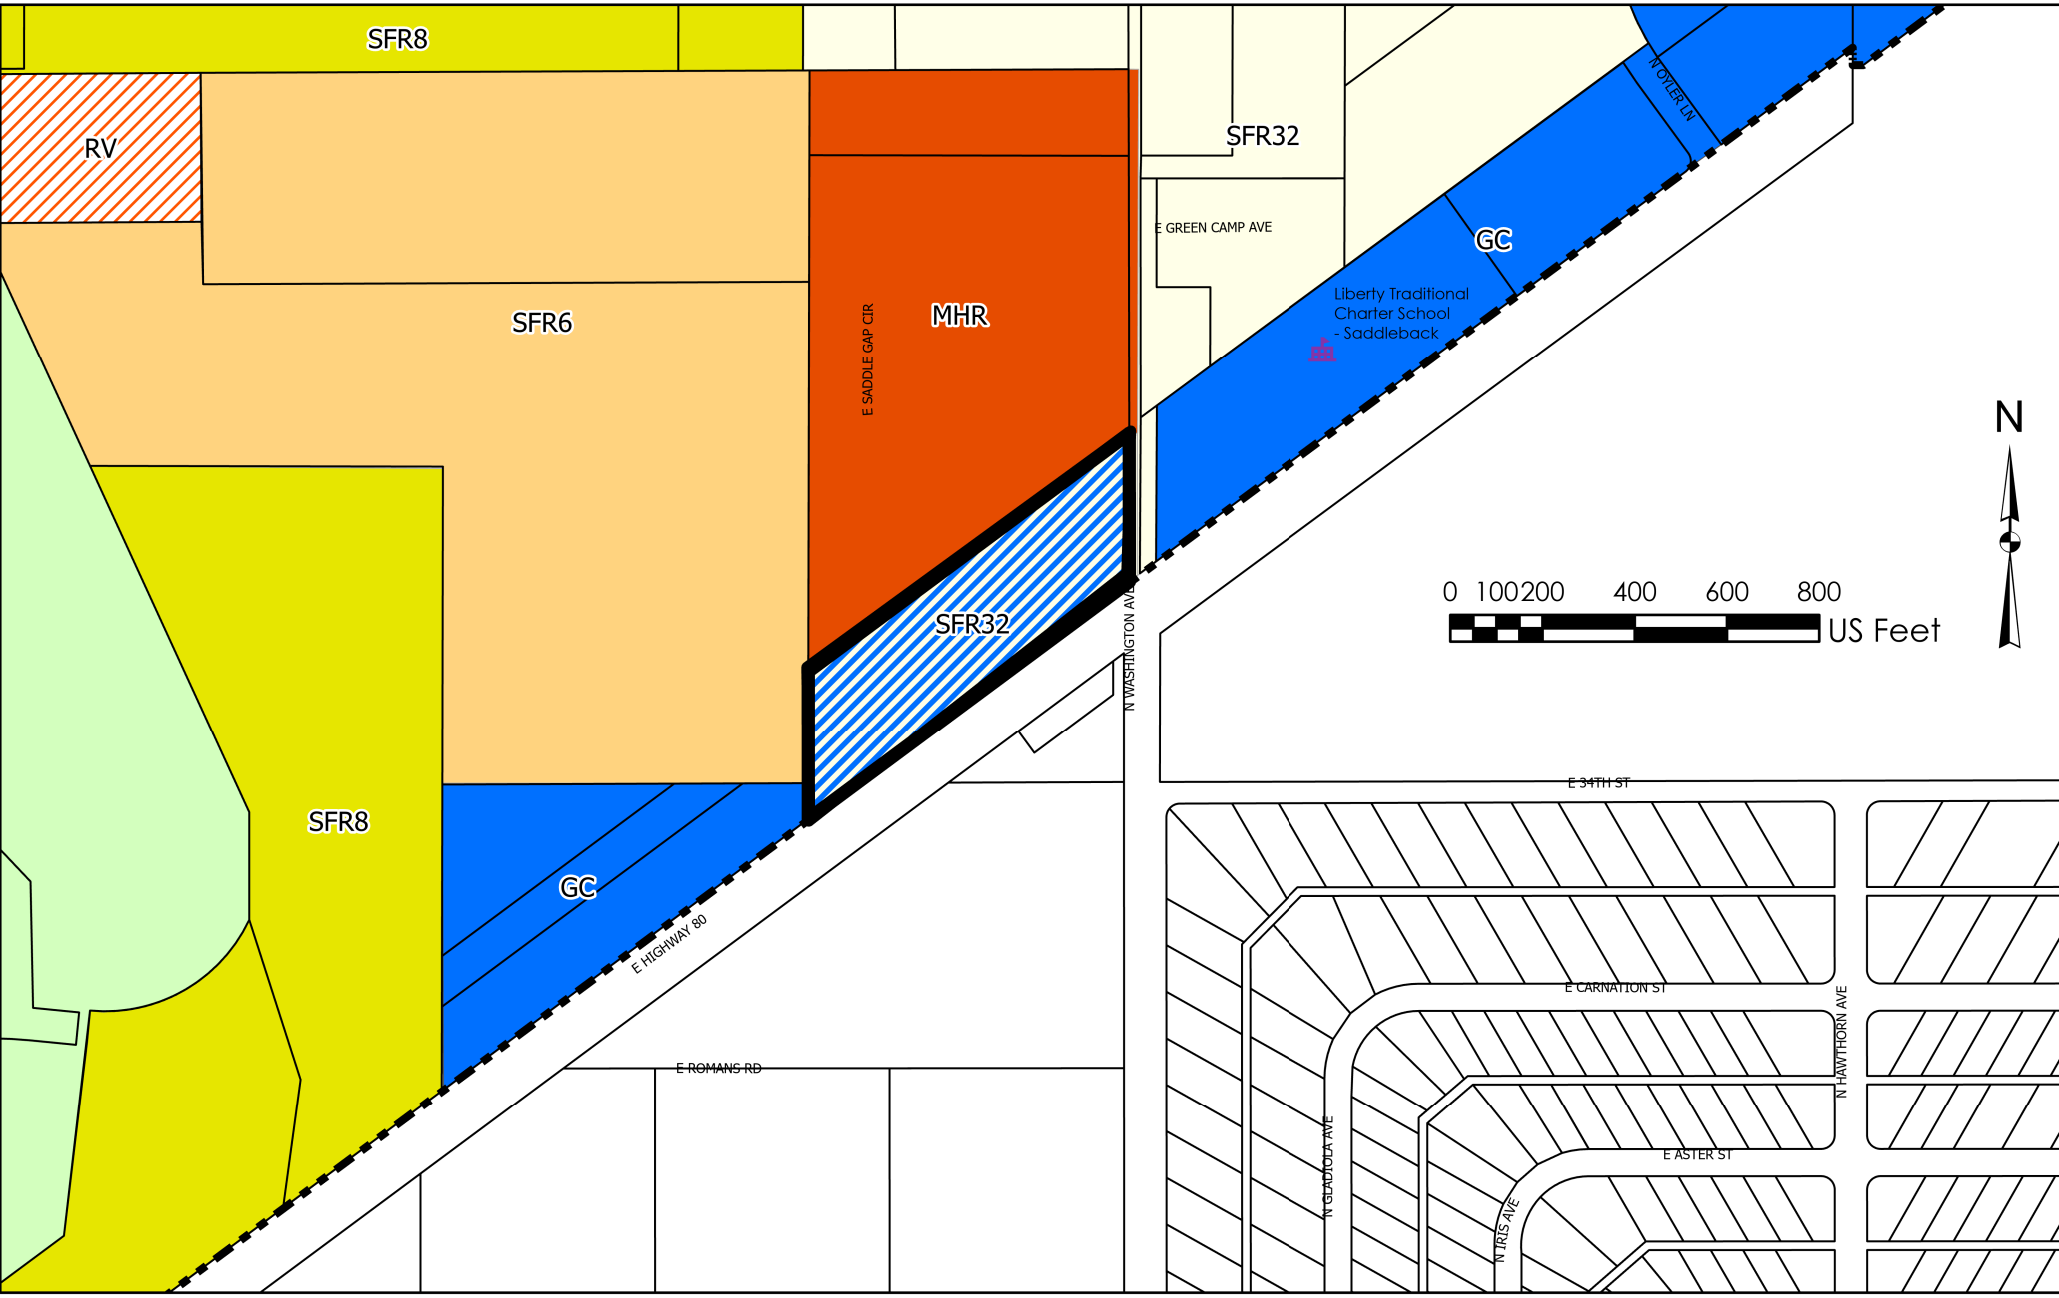 SFR8
N OYLER LN
SFR32
RV
E GREEN CAMP AVE
GC
Liberty Traditional
Charter School
- Saddleback
SFR6
E SADDLE GAP CIR
MHR
N
0 100 200 400 600 800
US Feet
SFR32
N WASHINGTON AVE
E 34TH ST
SFR8
GC
E HIGHWAY 80
E CARNATION ST
N HAWTHORN AVE
E ROMANS RD
N GLADIOLA AVE
E ASTER ST
N IRIS AVE